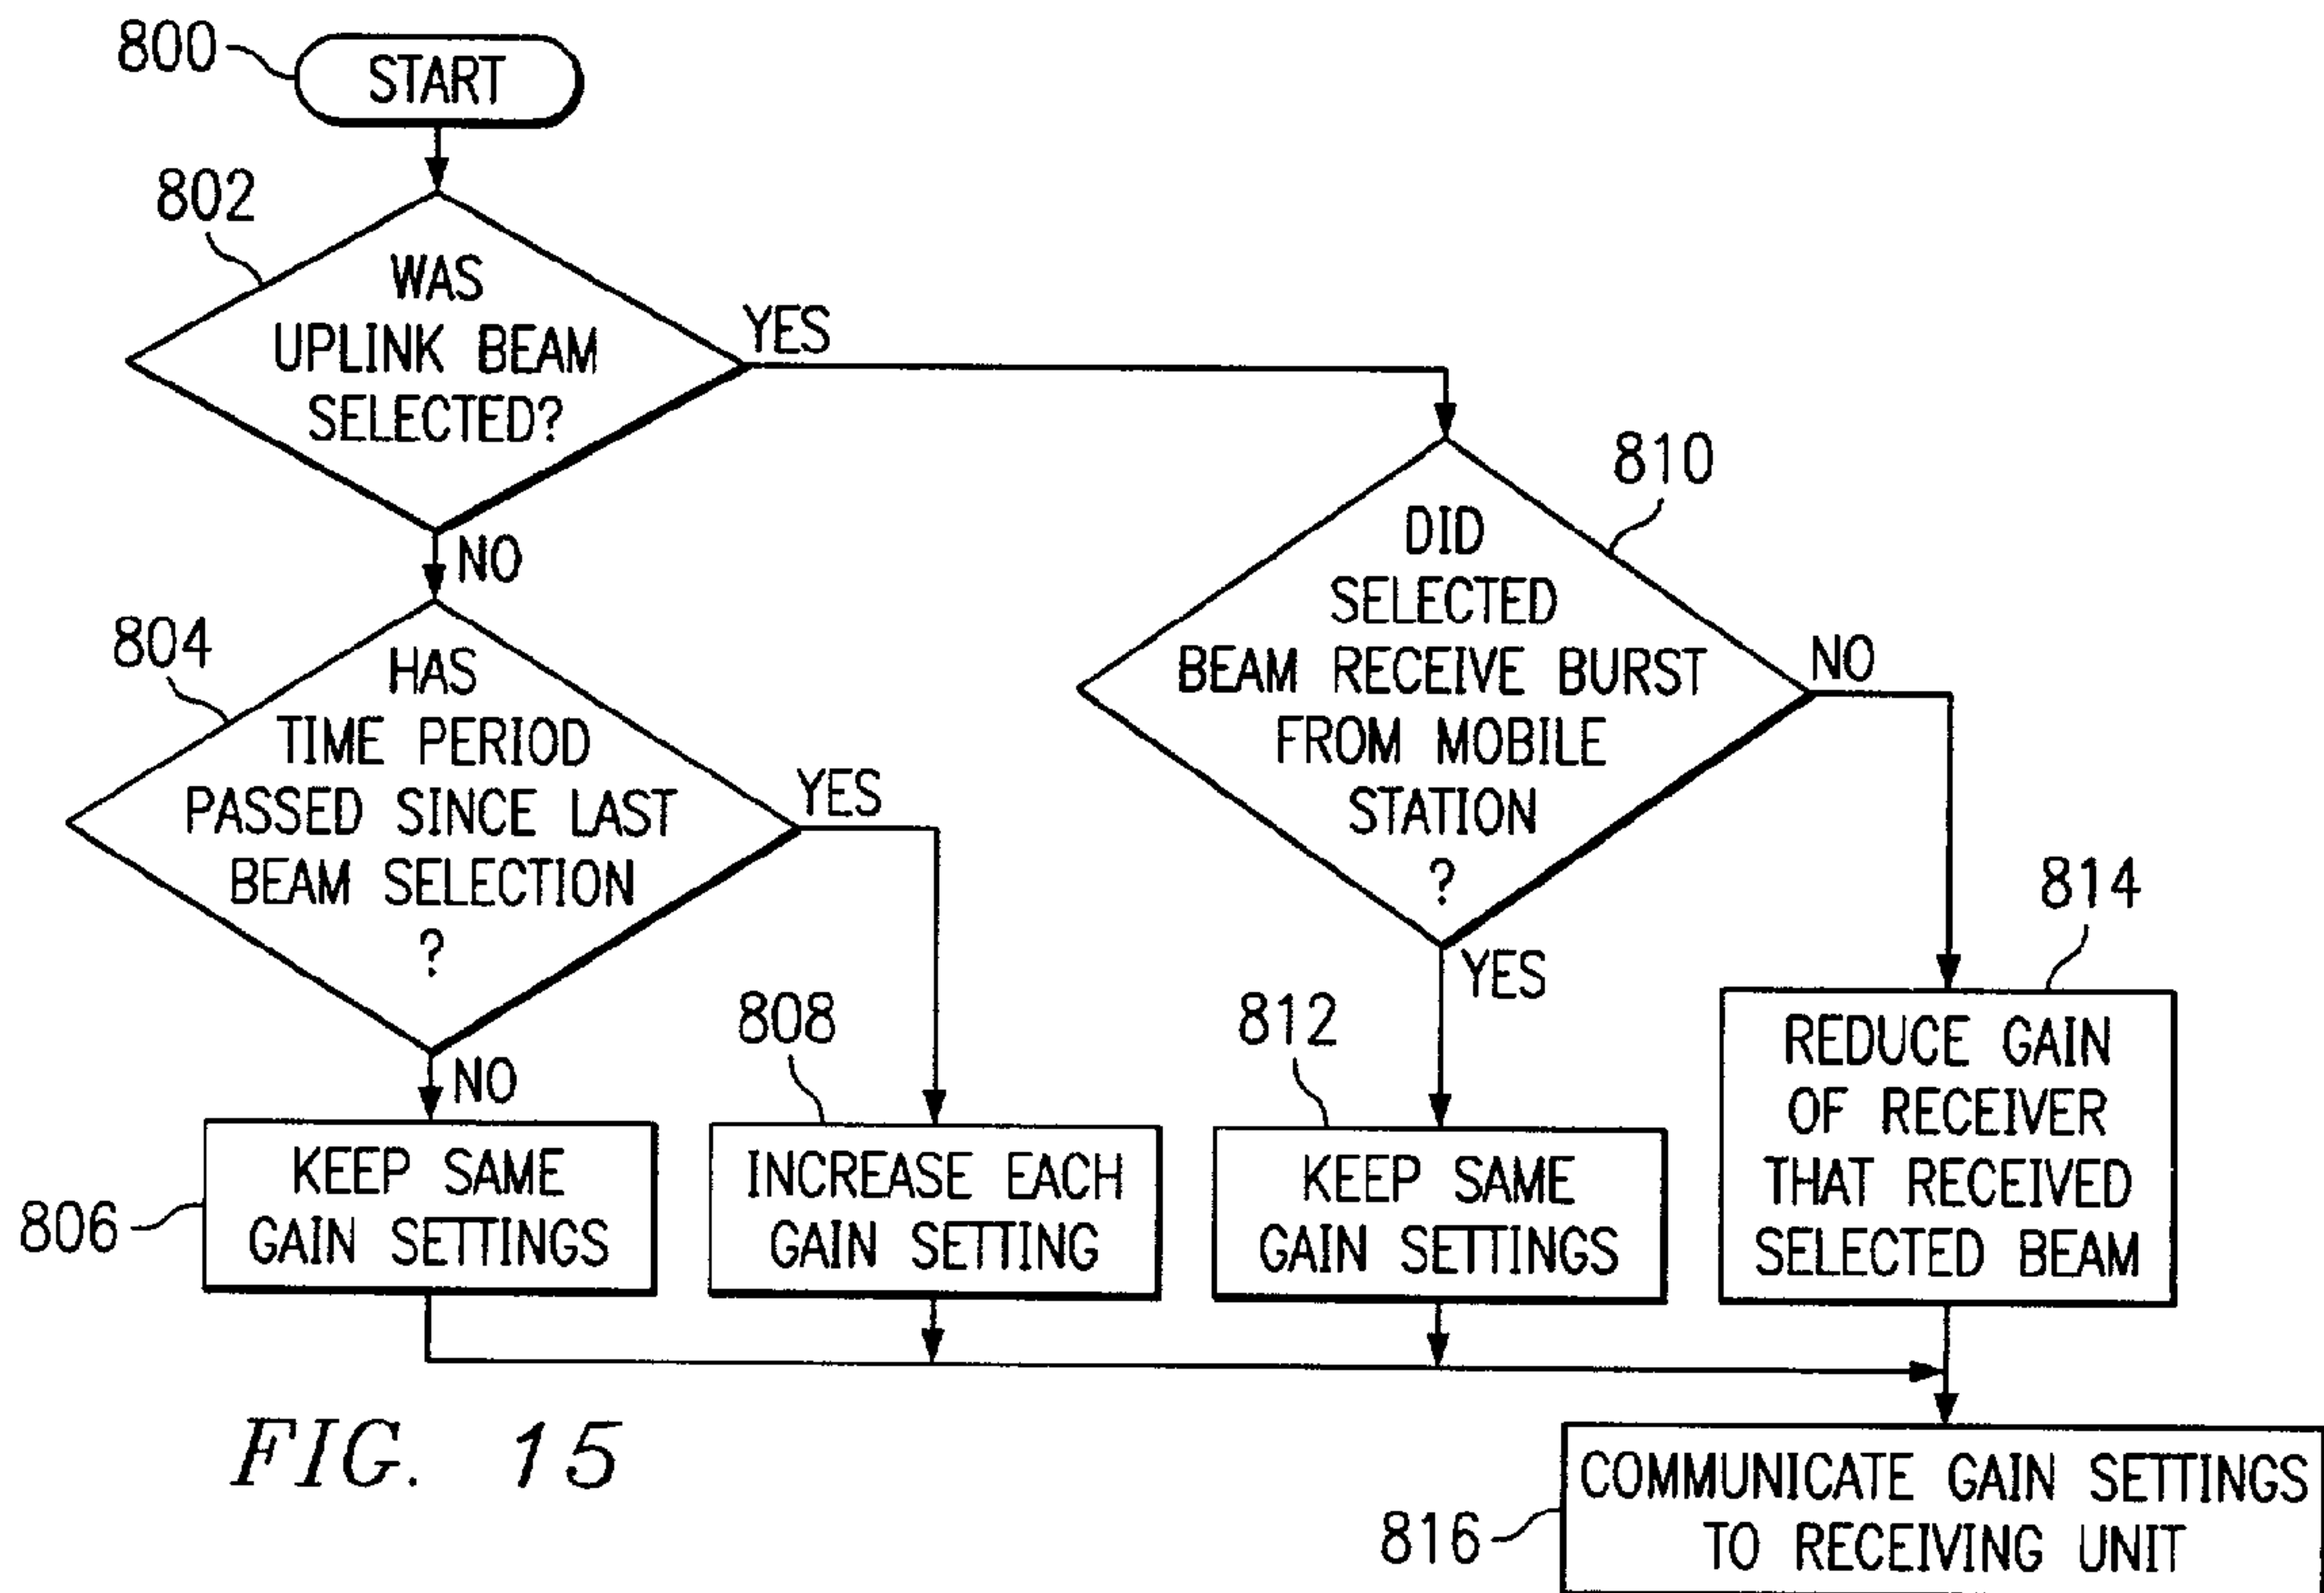 800
START
802
WAS
UPLINK BEAM
SELECTED?
YES
NO
804
HAS
TIME PERIOD
PASSED SINCE LAST
BEAM SELECTION
?
YES
NO
810
DID
SELECTED
BEAM RECEIVE BURST
FROM MOBILE
STATION
?
NO
YES
806
KEEP SAME
GAIN SETTINGS
808
INCREASE EACH
GAIN SETTING
812
KEEP SAME
GAIN SETTINGS
814
REDUCE GAIN
OF RECEIVER
THAT RECEIVED
SELECTED BEAM
816
COMMUNICATE GAIN SETTINGS
TO RECEIVING UNIT
FIG. 15